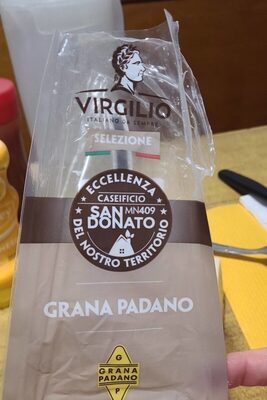 VIRGILIO
ITALIANO DA SEMPRE
SELEZIONE
ECCELLENZA
CASEIFICIO
SAN MN409
DONATO
DEL NOSTRO TERRITORIO
GRANA PADANO
G
GRANA
PADANO
P